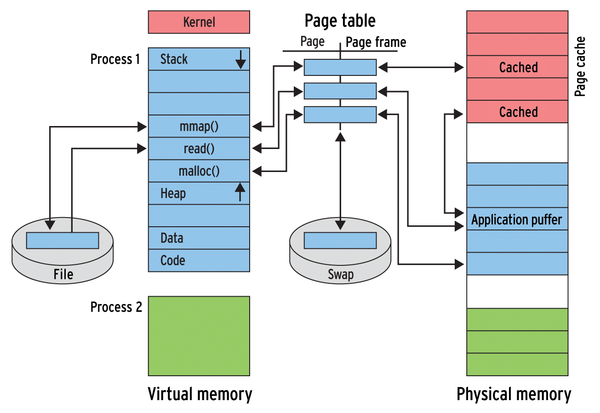 Kernel
Process 1
Stack
mmap()
read()
malloc()
Heap
Data
Code
File
Process 2
Virtual memory
Page table
Page
Page frame
Swap
Cached
Cached
Page cache
Application puffer
Physical memory